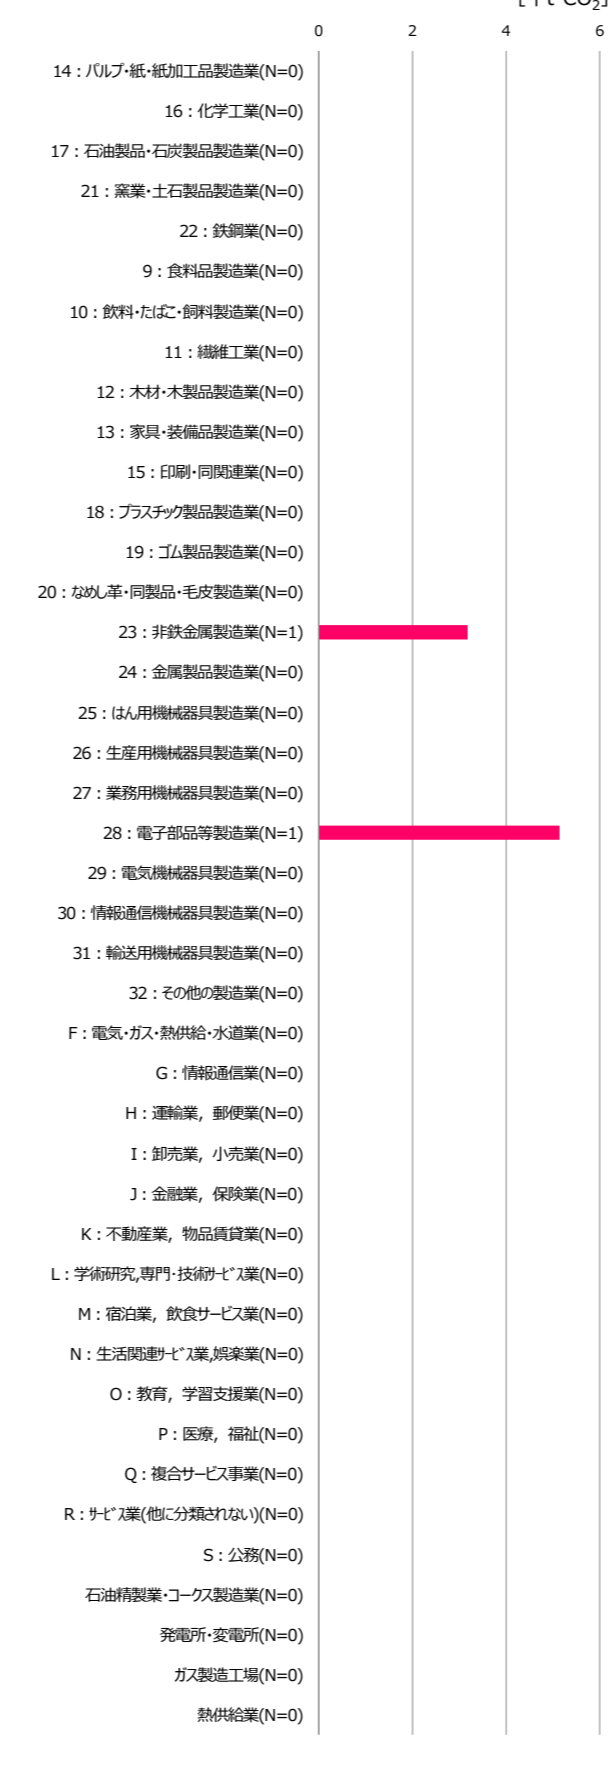 [千t-CO2]
0 2 4 6
14:パルプ・紙・紙加工品製造業(N=0)
16:化学工業(N=0)
17:石油製品・石炭製品製造業(N=0)
21:窯業・土石製品製造業(N=0)
22:鉄鋼業(N=0)
9:食料品製造業(N=0)
10:飲料・たばこ・飼料製造業(N=0)
11:繊維工業(N=0)
12:木材・木製品製造業(N=0)
13:家具・装備品製造業(N=0)
15:印刷・同関連業(N=0)
18:プラスチック製品製造業(N=0)
19:ゴム製品製造業(N=0)
20:なめし革・同製品・毛皮製造業(N=0)
23:非鉄金属製造業(N=1)
24:金属製品製造業(N=0)
25:はん用機械器具製造業(N=0)
26:生産用機械器具製造業(N=0)
27:業務用機械器具製造業(N=0)
28:電子部品等製造業(N=1)
29:電気機械器具製造業(N=0)
30:情報通信機械器具製造業(N=0)
31:輸送用機械器具製造業(N=0)
32:その他の製造業(N=0)
F:電気・ガス・熱供給・水道業(N=0)
G:情報通信業(N=0)
H:運輸業，郵便業(N=0)
I:卸売業，小売業(N=0)
J:金融業，保険業(N=0)
K:不動産業，物品賃貸業(N=0)
L:学術研究,専門・技術ｻｰﾋﾞｽ業(N=0)
M:宿泊業，飲食サービス業(N=0)
N:生活関連ｻｰﾋﾞｽ業,娯楽業(N=0)
O:教育，学習支援業(N=0)
P:医療，福祉(N=0)
Q:複合サービス事業(N=0)
R:ｻｰﾋﾞｽ業(他に分類されない)(N=0)
S:公務(N=0)
石油精製業・コークス製造業(N=0)
発電所・変電所(N=0)
ガス製造工場(N=0)
熱供給業(N=0)